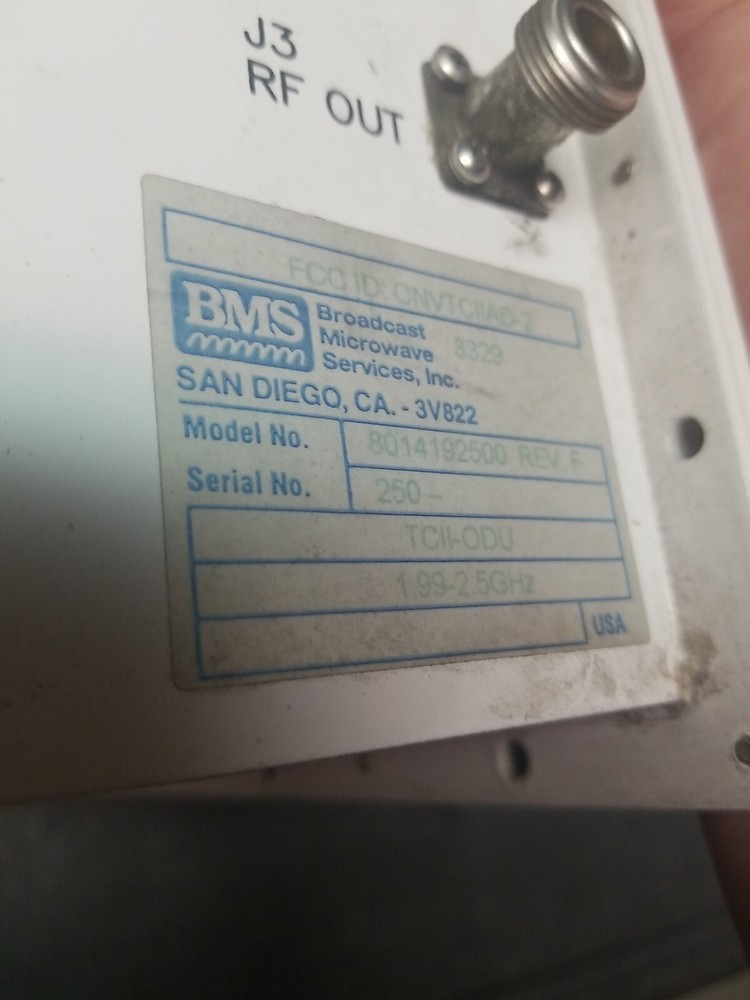 J3
RF OUT
FCC ID: CNVTCIIAD-2
BMS
Broadcast
Microwave 8329
Services, Inc.
SAN DIEGO, CA. - 3V822
Model No. 8014192500 REV F
Serial No. 250 –
TCII-ODU
1.99-2.5GHz
USA